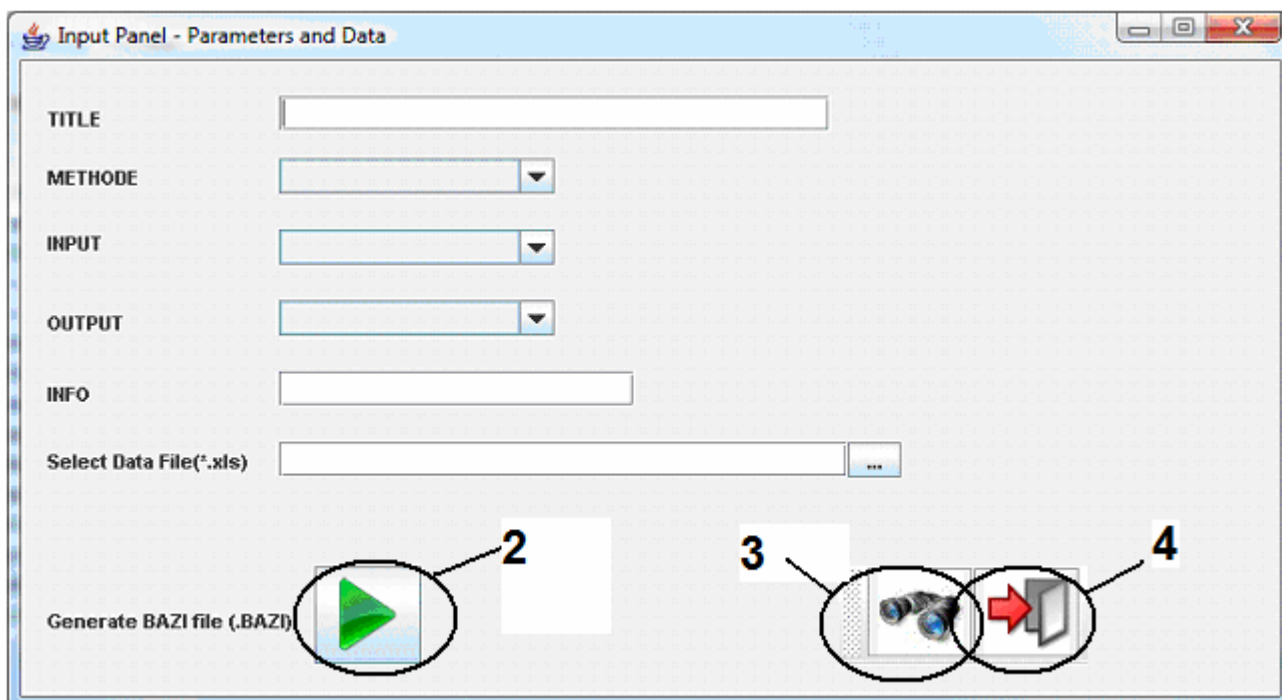 Input Panel - Parameters and Data
TITLE
METHODE
INPUT
OUTPUT
INFO
Select Data File(*.xls)
...
2
3
4
Generate BAZI file (.BAZI)